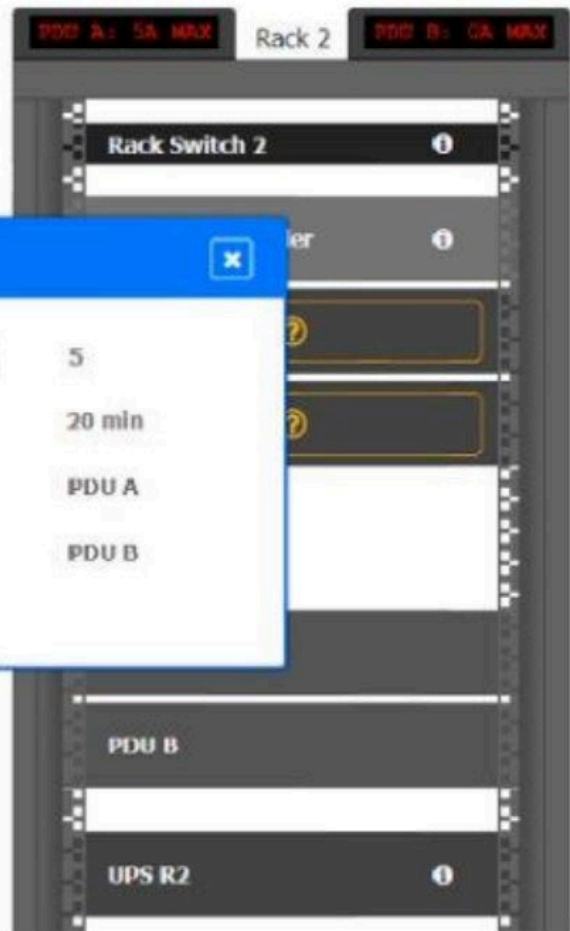 PDU A: 5A MAX
Rack 2
PDU B: 0A MAX
Rack Switch 2
ler
5
20 min
PDU A
PDU B
PDU B
UPS R2